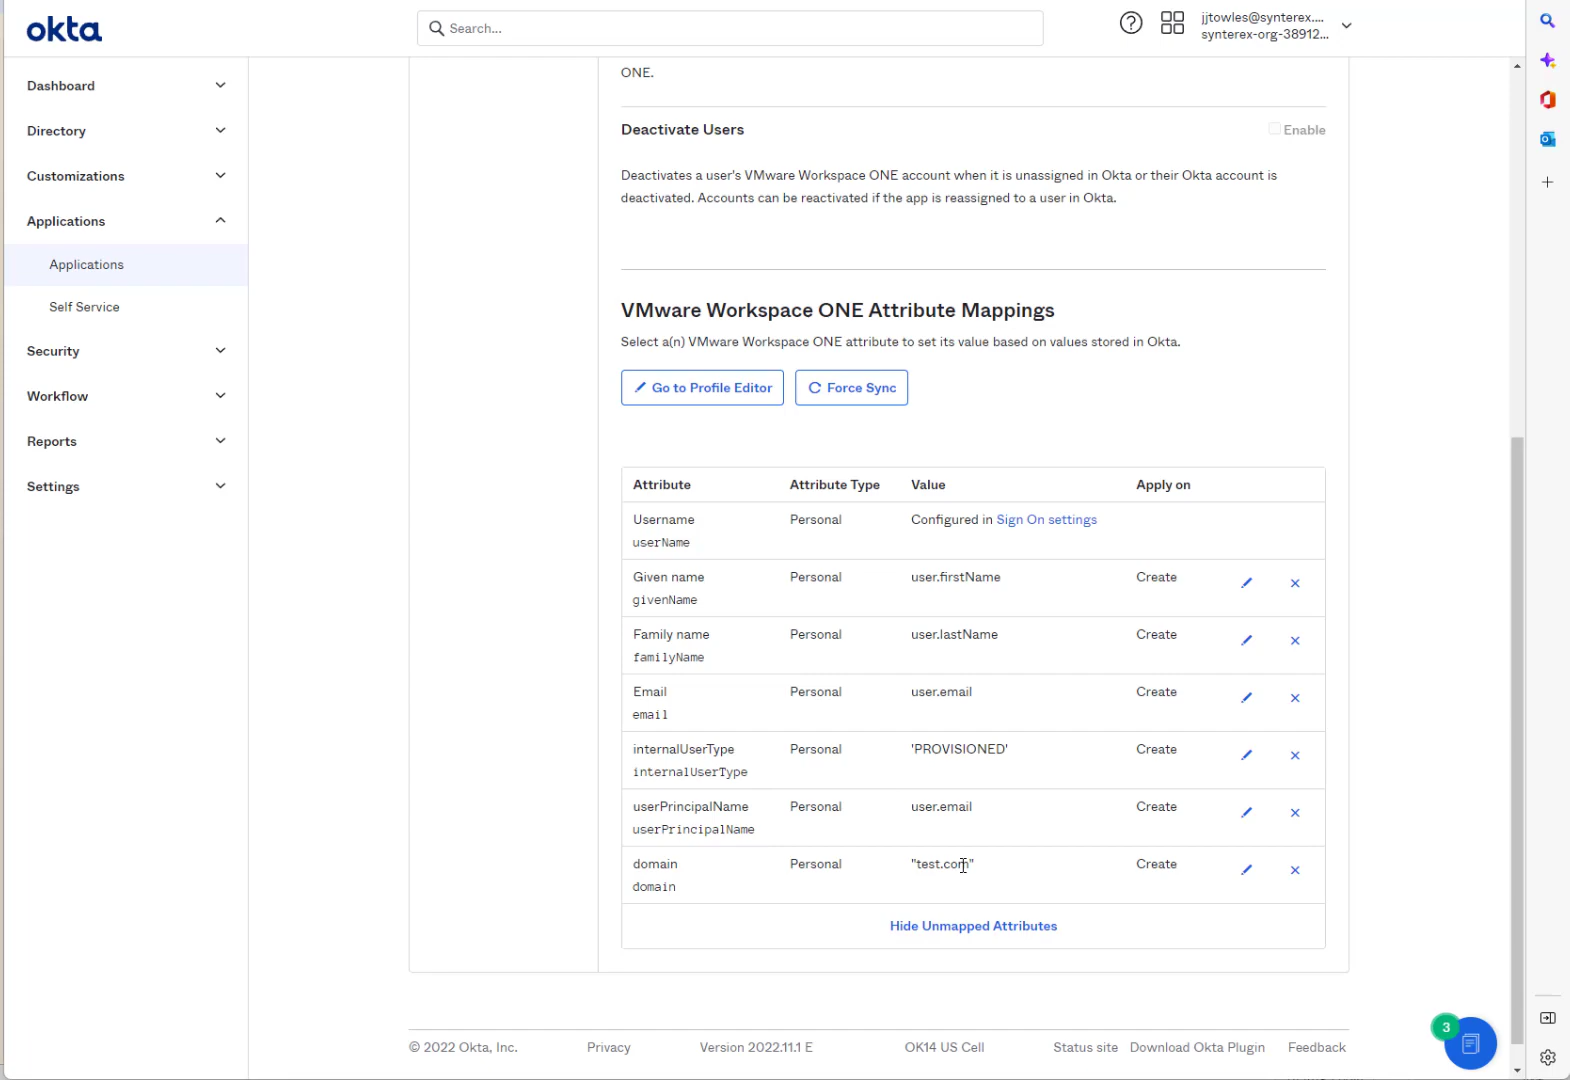 okta
Search...
jjtowles@synterex....
synterex-org-38912...
Dashboard
Directory
Customizations
Applications
Applications
Self Service
Security
Workflow
Reports
Settings
ONE.
Deactivate Users
Enable
Deactivates a user's VMware Workspace ONE account when it is unassigned in Okta or their Okta account is
deactivated. Accounts can be reactivated if the app is reassigned to a user in Okta.
VMware Workspace ONE Attribute Mappings
Select a(n) VMware Workspace ONE attribute to set its value based on values stored in Okta.
Go to Profile Editor Force Sync
Attribute Attribute Type Value Apply on
Username Personal Configured in Sign On settings
userName
Given name Personal user.firstName Create
givenName
Family name Personal user.lastName Create
familyName
Email Personal user.email Create
email
internalUserType Personal 'PROVISIONED' Create
internalUserType
userPrincipalName Personal user.email Create
userPrincipalName
domain Personal "test.com" Create
domain
Hide Unmapped Attributes
© 2022 Okta, Inc. Privacy Version 2022.11.1 E OK14 US Cell Status site Download Okta Plugin Feedback
3